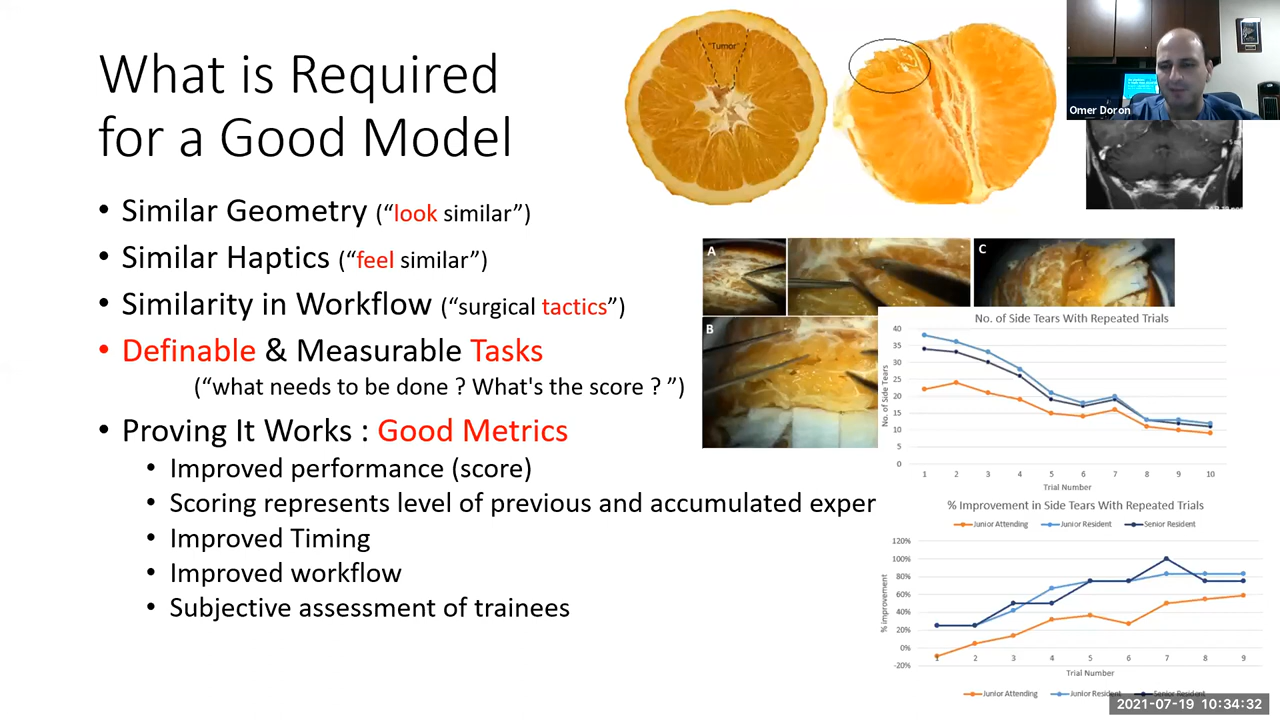 What is Required
for a Good Model
• Similar Geometry (“look similar”)
• Similar Haptics (“feel similar”)
• Similarity in Workflow (“surgical tactics”)
• Definable & Measurable Tasks
(“what needs to be done ? What's the score ? ”)
• Proving It Works : Good Metrics
• Improved performance (score)
• Scoring represents level of previous and accumulated exper
• Improved Timing
• Improved workflow
• Subjective assessment of trainees
"Tumor"
Omer Doron
A
C
B
No. of Side Tears With Repeated Trials
No. of Side Tears
40
35
30
25
20
15
10
5
0
1 2 3 4 5 6 7 8 9 10
Trial Number
% Improvement in Side Tears With Repeated Trials
Junior Attending Junior Resident Senior Resident
% improvement
120%
100%
80%
60%
40%
20%
0%
-20%
1 2 3 4 5 6 7 8 9
Trial Number
Junior Attending Junior Resident Senior Resident
2021-07-19 10:34:32